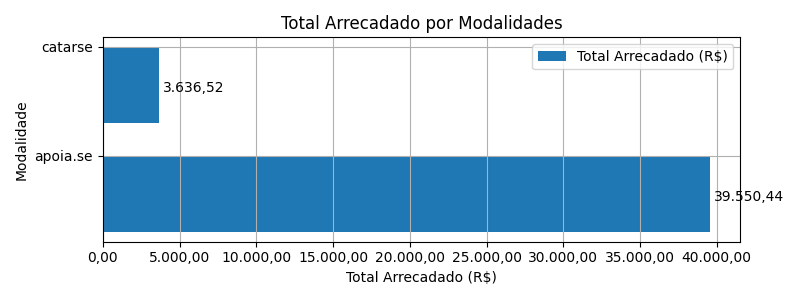 Total Arrecadado por Modalidades
Total Arrecadado (R$)
Modalidade
catarse
3.636,52
apoia.se
39.550,44
0,00 5.000,00 10.000,00 15.000,00 20.000,00 25.000,00 30.000,00 35.000,00 40.000,00
Total Arrecadado (R$)